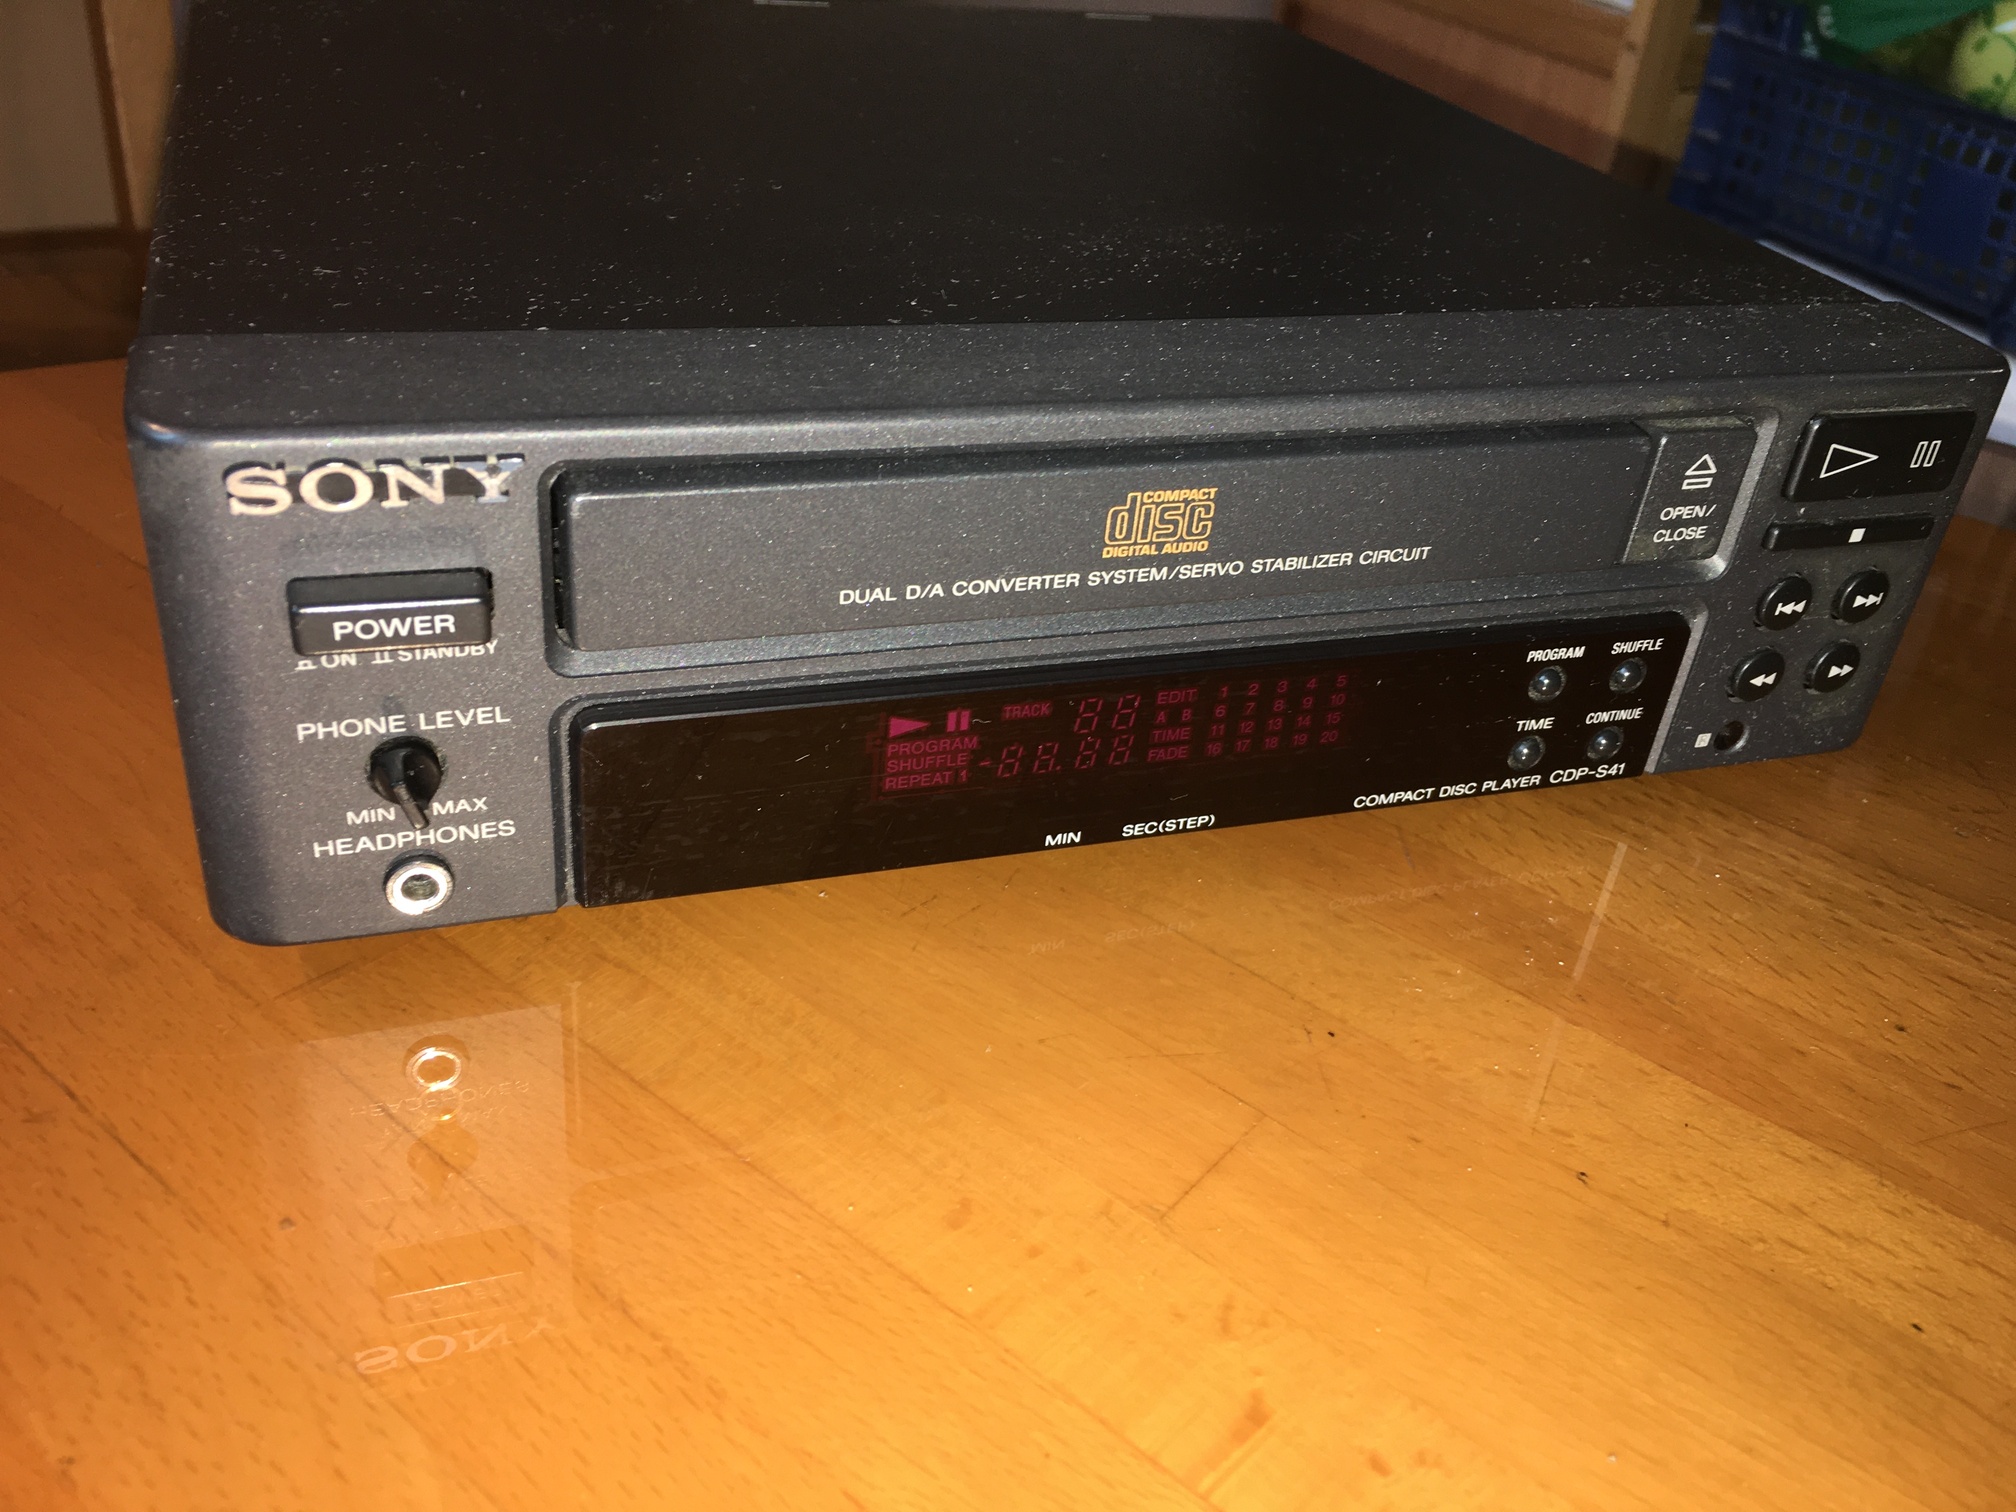 SONY
COMPACT
disc
DIGITAL AUDIO
DUAL D/A CONVERTER SYSTEM/SERVO STABILIZER CIRCUIT
OPEN/
CLOSE
POWER
ON STANDBY
PHONE LEVEL
MIN MAX
HEADPHONES
TRACK 88 EDIT 1 2 3 4 5
A B 6 7 8 9 10
PROGRAM
SHUFFLE
REPEAT 1
-88.88
TIME 11 12 13 14 15
FADE 16 17 18 19 20
MIN SEC(STEP)
PROGRAM SHUFFLE
TIME CONTINUE
COMPACT DISC PLAYER CDP-S41